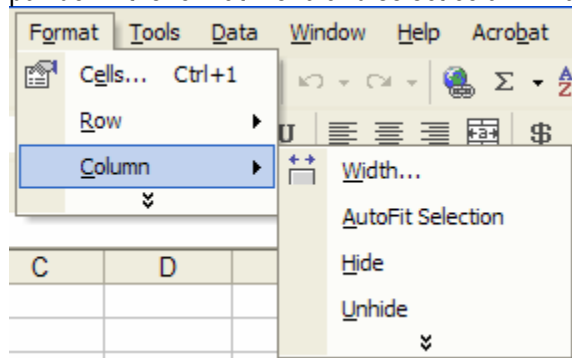 Format Tools Data Window Help Acrobat
Cells... Ctrl+1
Σ A Z
Row
U $
Column
Width...
AutoFit Selection
C D
Hide
Unhide